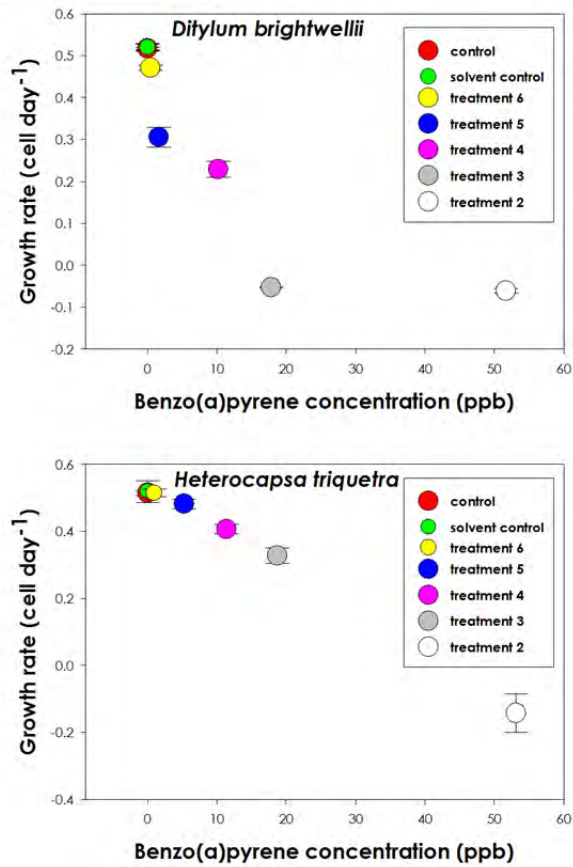 Ditylum brightwellii
0.6
0.5
0.4
0.3
0.2
0.1
0.0
-0.1
-0.2
Growth rate (cell day-1)
control
solvent control
treatment 6
treatment 5
treatment 4
treatment 3
treatment 2
0 10 20 30 40 50 60
Benzo(a)pyrene concentration (ppb)
Heterocapsa triquetra
0.6
0.4
0.2
0.0
-0.2
-0.4
Growth rate (cell day-1)
control
solvent control
treatment 6
treatment 5
treatment 4
treatment 3
treatment 2
0 10 20 30 40 50 60
Benzo(a)pyrene concentration (ppb)